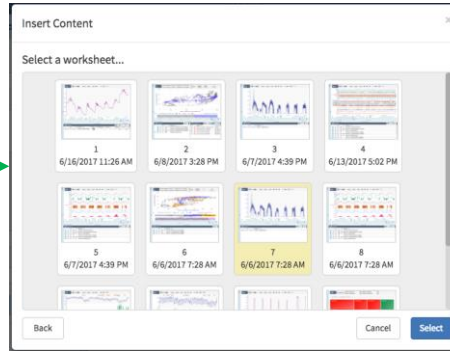 Insert Content
×
Select a worksheet...
1
6/16/2017 11:26 AM
2
6/8/2017 3:28 PM
3
6/7/2017 4:39 PM
4
6/13/2017 5:02 PM
5
6/7/2017 4:39 PM
6
6/6/2017 7:28 AM
7
6/6/2017 7:28 AM
8
6/6/2017 7:28 AM
Back
Cancel
Select